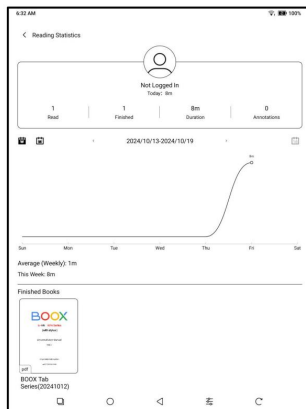 6:32 AM 100%
Reading Statistics
Not Logged In
Today: 8m
1 1 8m 0
Read Finished Duration Annotations
2024/10/13-2024/10/19
8m
Sun Mon Tue Wed Thu Fri Sat
Average (Weekly): 1m
This Week: 8m
Finished Books
BOOX
pdf
BOOX Tab
Series(20241012)